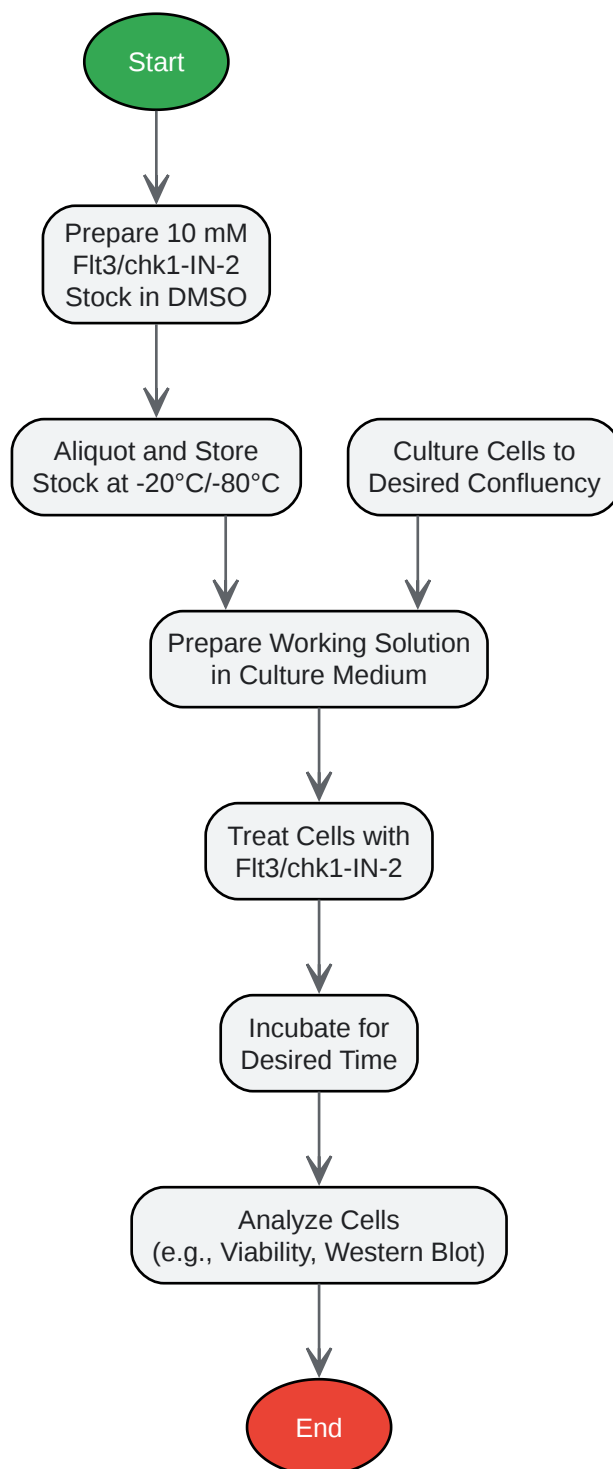 Start
Prepare 10 mM
Flt3/chk1-IN-2
Stock in DMSO
Aliquot and Store
Stock at -20°C/-80°C
Culture Cells to
Desired Confluency
Prepare Working Solution
in Culture Medium
Treat Cells with
Flt3/chk1-IN-2
Incubate for
Desired Time
Analyze Cells
(e.g., Viability, Western Blot)
End